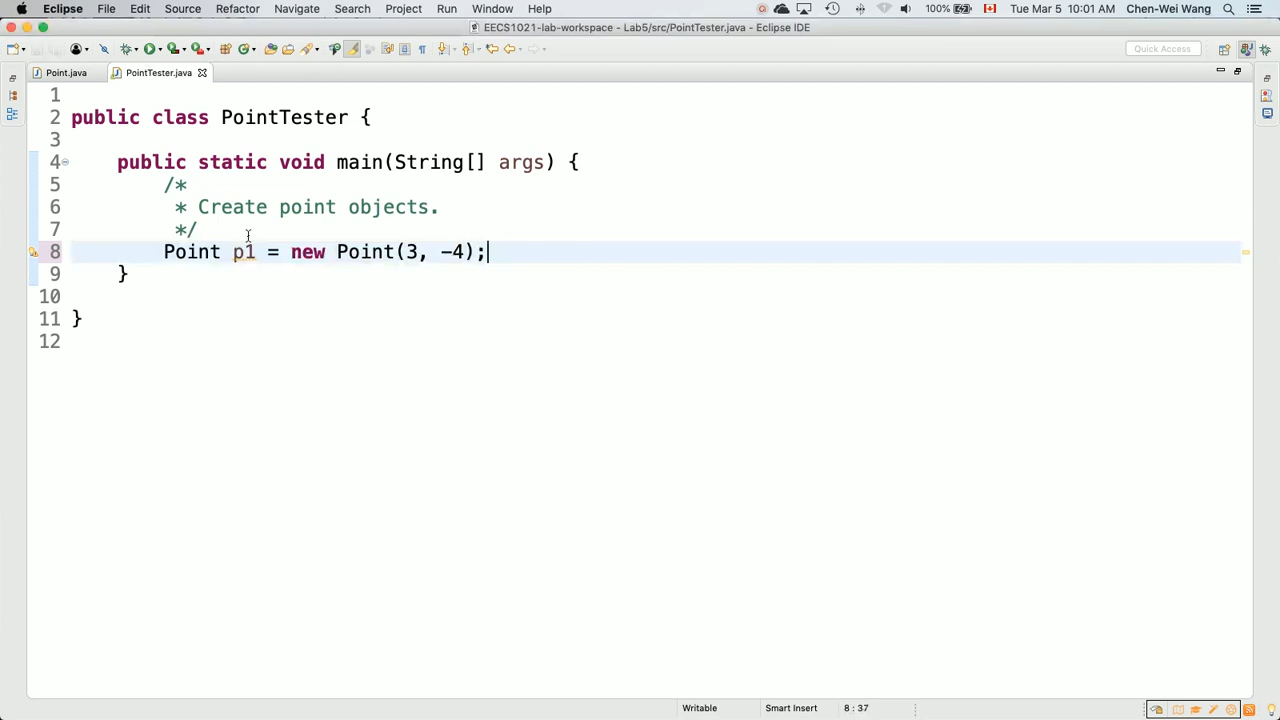 Eclipse File Edit Source Refactor Navigate Search Project Run Window Help 100% Tue Mar 5 10:01 AM Chen-Wei Wang
EECS1021-lab-workspace - Lab5/src/PointTester.java - Eclipse IDE
Quick Access
Point.java PointTester.java
1
2 public class PointTester {
3
4 public static void main(String[] args) {
5 /*
6 * Create point objects.
7 */
8 Point p1 = new Point(3, -4);
9 }
10
11 }
12
Writable Smart Insert 8 : 37